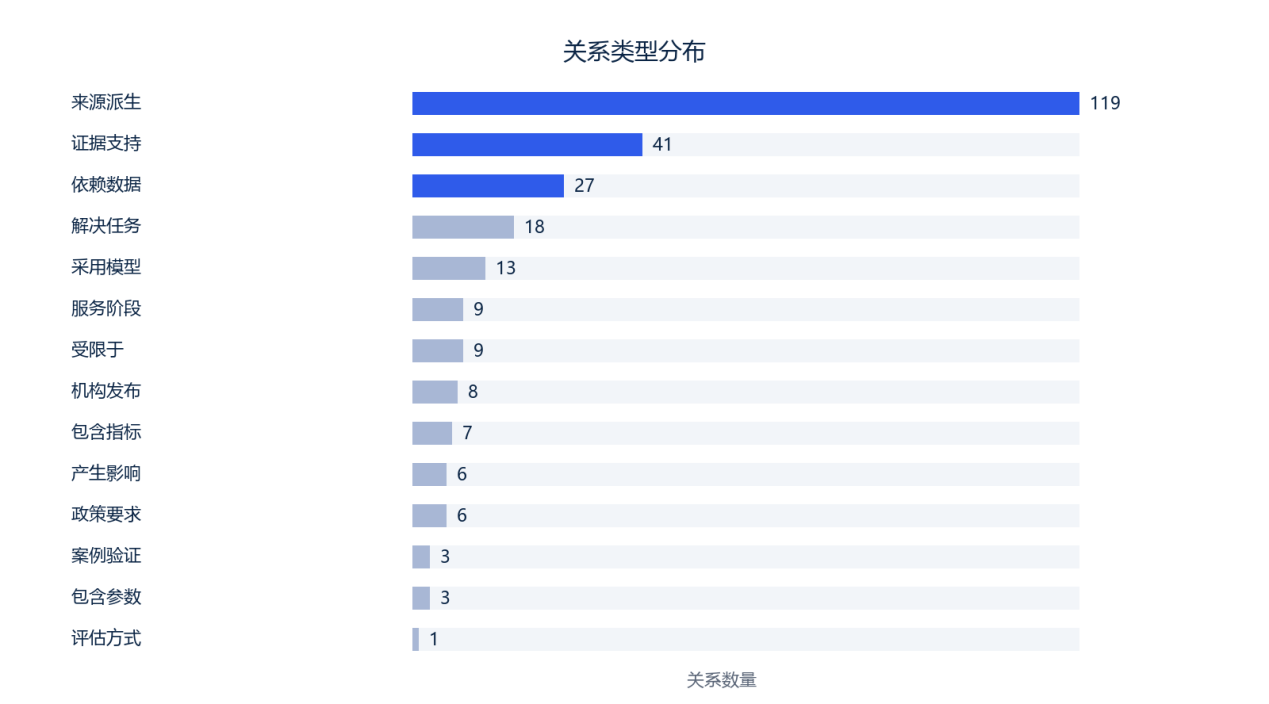 关系类型分布
来源派生 119
证据支持 41
依赖数据 27
解决任务 18
采用模型 13
服务阶段 9
受限于 9
机构发布 8
包含指标 7
产生影响 6
政策要求 6
案例验证 3
包含参数 3
评估方式 1
关系数量